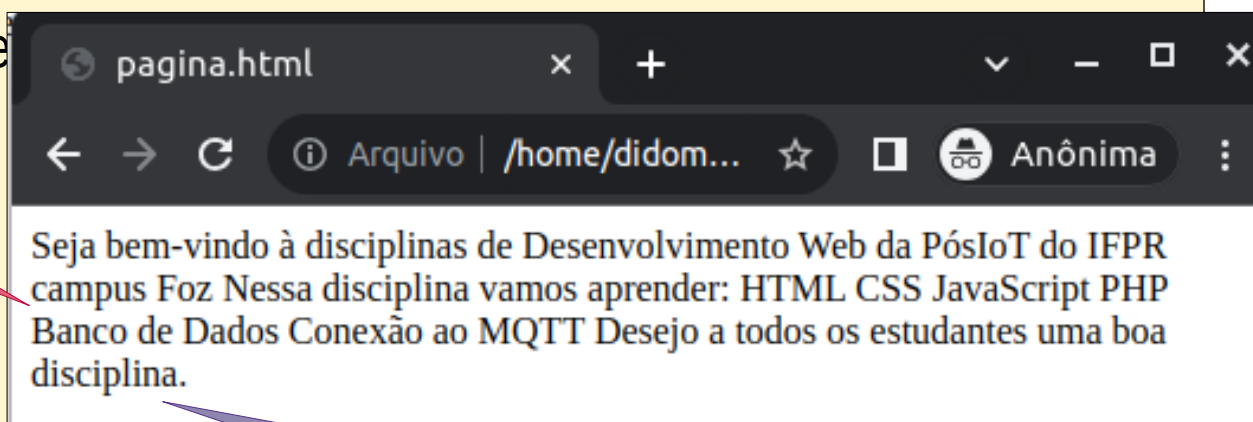 e
pagina.html
Arquivo | /home/didom... Anônima
Seja bem-vindo à disciplinas de Desenvolvimento Web da PósIoT do IFPR
campus Foz Nessa disciplina vamos aprender: HTML CSS JavaScript PHP
Banco de Dados Conexão ao MQTT Desejo a todos os estudantes uma boa
disciplina.